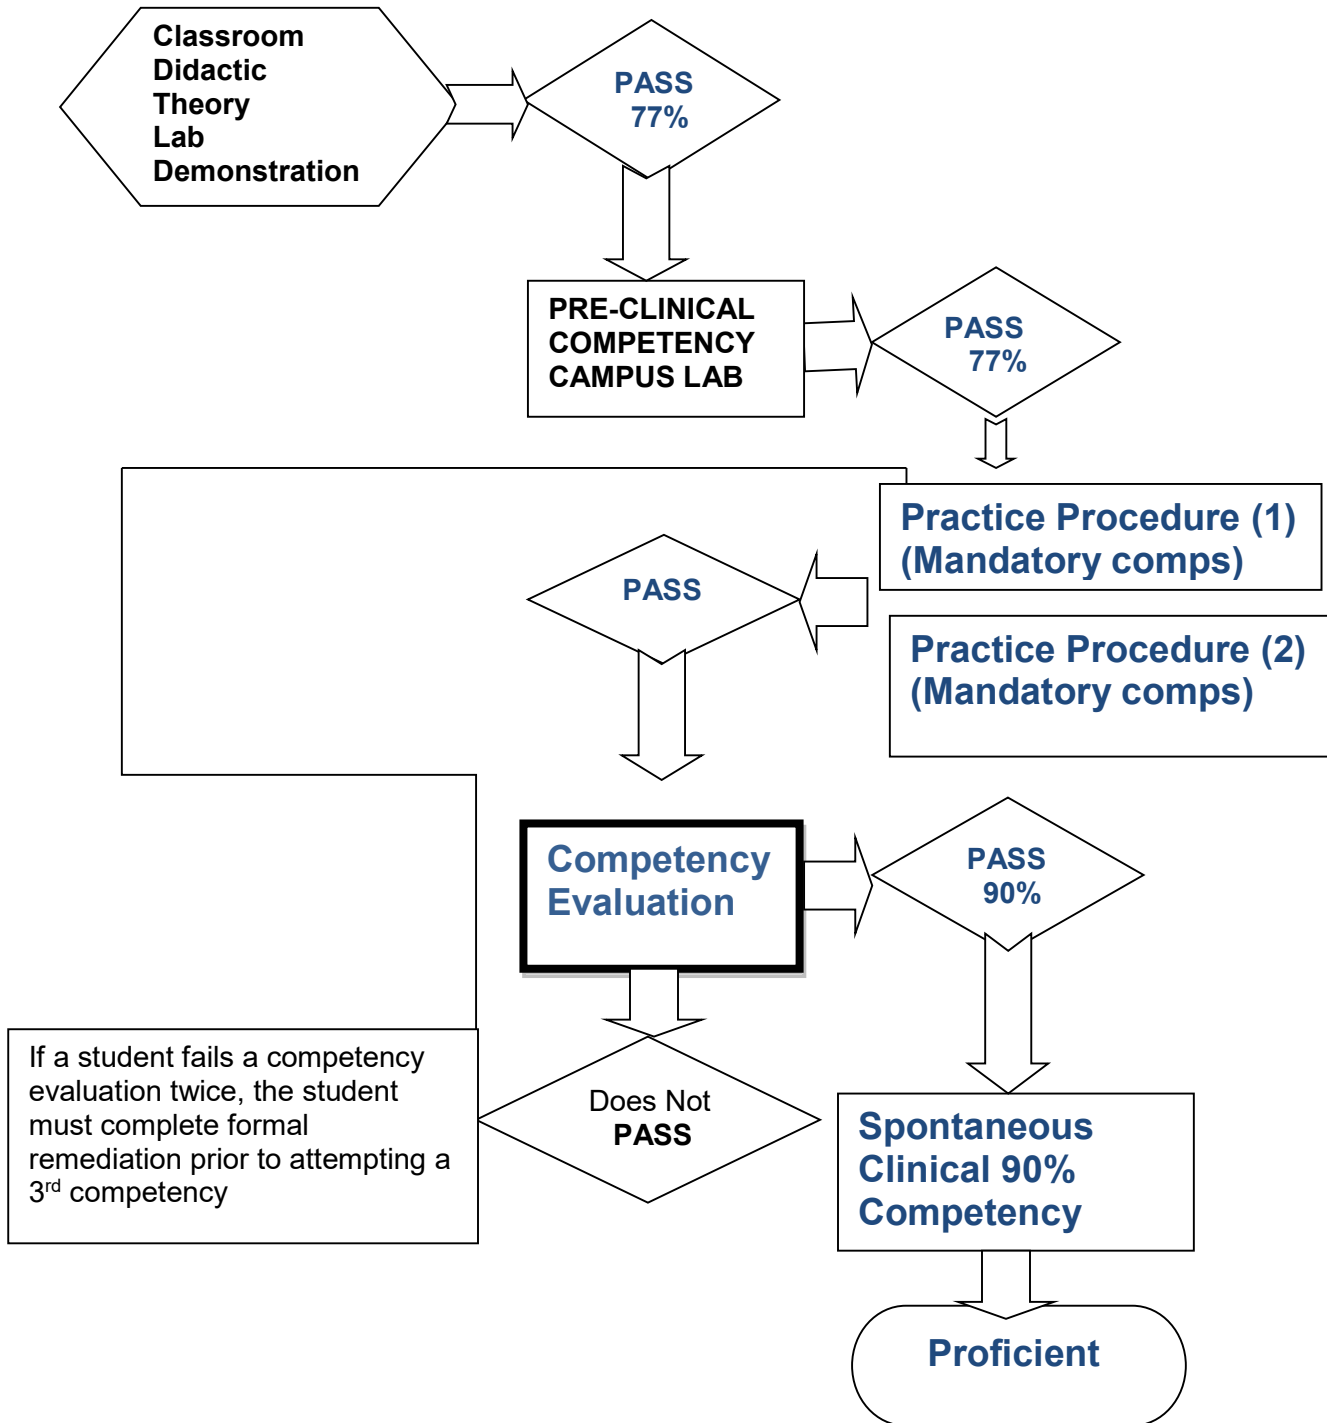 Classroom
Didactic
Theory
Lab
Demonstration
PASS
77%
PRE-CLINICAL
COMPETENCY
CAMPUS LAB
PASS
77%
Practice Procedure (1)
(Mandatory comps)
PASS
Practice Procedure (2)
(Mandatory comps)
Competency
Evaluation
PASS
90%
If a student fails a competency
evaluation twice, the student
must complete formal
remediation prior to attempting a
3rd competency
Does Not
PASS
Spontaneous
Clinical 90%
Competency
Proficient